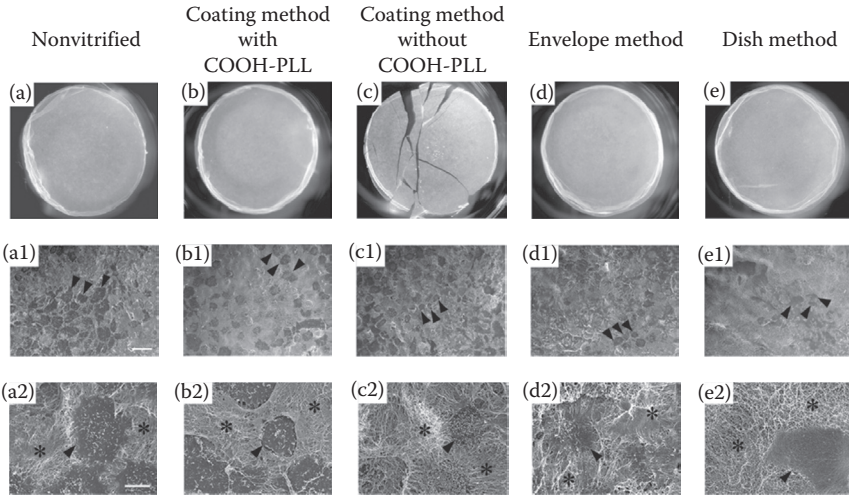 Nonvitrified
Coating method
with
COOH-PLL
Coating method
without
COOH-PLL
Envelope method
Dish method
(a)
(b)
(c)
(d)
(e)
(a1)
(b1)
(c1)
(d1)
(e1)
(a2)
(b2)
(c2)
(d2)
(e2)
* *
* *
* *
* *
* *